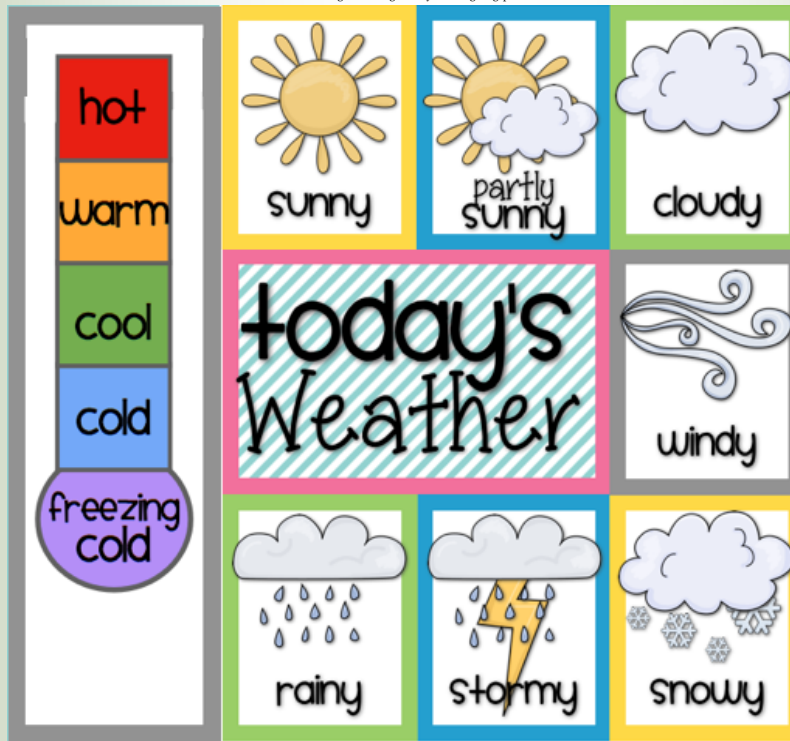 hot
warm
cool
cold
freezing
cold
sunny
partly
sunny
cloudy
today's
Weather
windy
rainy
stormy
snowy